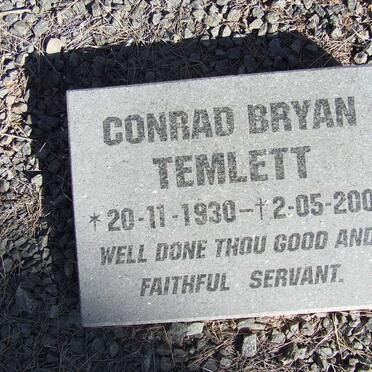 CONRAD BRYAN
TEMLETT
*20-11-1930-†2-05-200
WELL DONE THOU GOOD AND
FAITHFUL SERVANT.